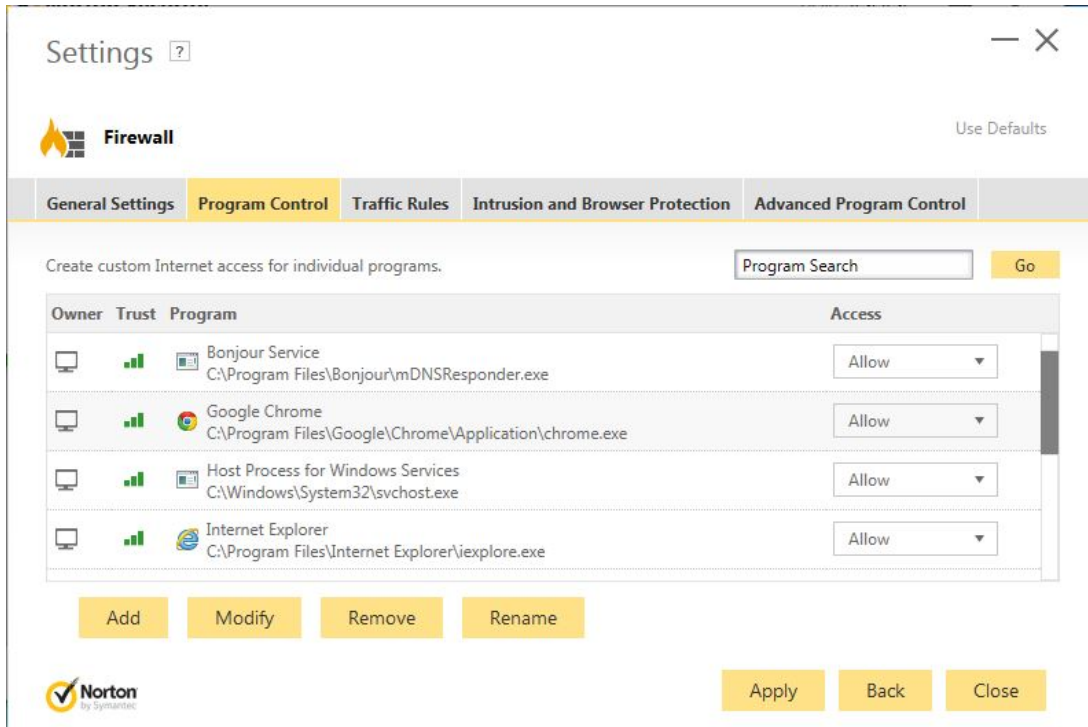 Settings ?
Firewall
Use Defaults
General Settings Program Control Traffic Rules Intrusion and Browser Protection Advanced Program Control
Create custom Internet access for individual programs. Program Search Go
Owner Trust Program Access
Bonjour Service
C:\Program Files\Bonjour\mDNSResponder.exe
Allow
Google Chrome
C:\Program Files\Google\Chrome\Application\chrome.exe
Allow
Host Process for Windows Services
C:\Windows\System32\svchost.exe
Allow
Internet Explorer
C:\Program Files\Internet Explorer\iexplore.exe
Allow
Add Modify Remove Rename
Norton
by Symantec
Apply Back Close